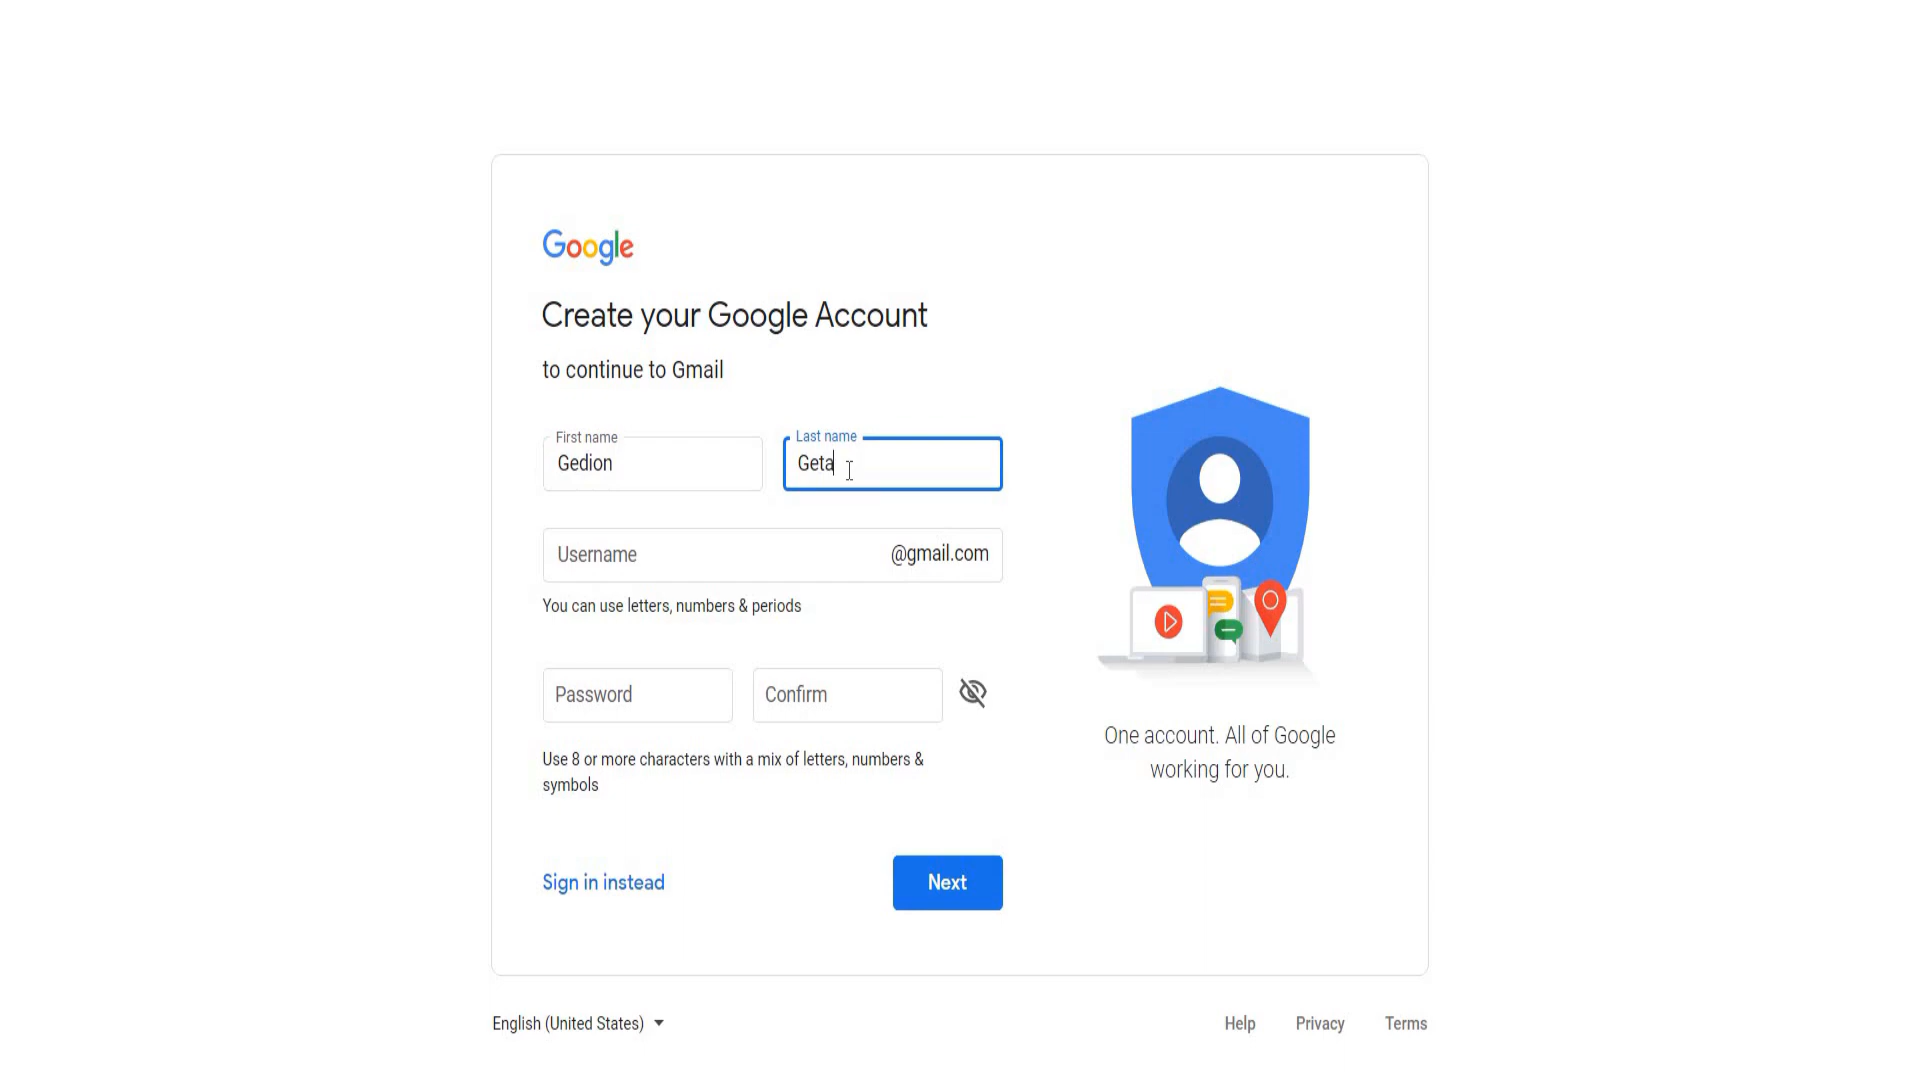 Google
Create your Google Account
to continue to Gmail
First name
Gedion
Last name
Geta
Username
@gmail.com
You can use letters, numbers & periods
Password
Confirm
Use 8 or more characters with a mix of letters, numbers &
symbols
Sign in instead
Next
One account. All of Google
working for you.
English (United States)
Help
Privacy
Terms